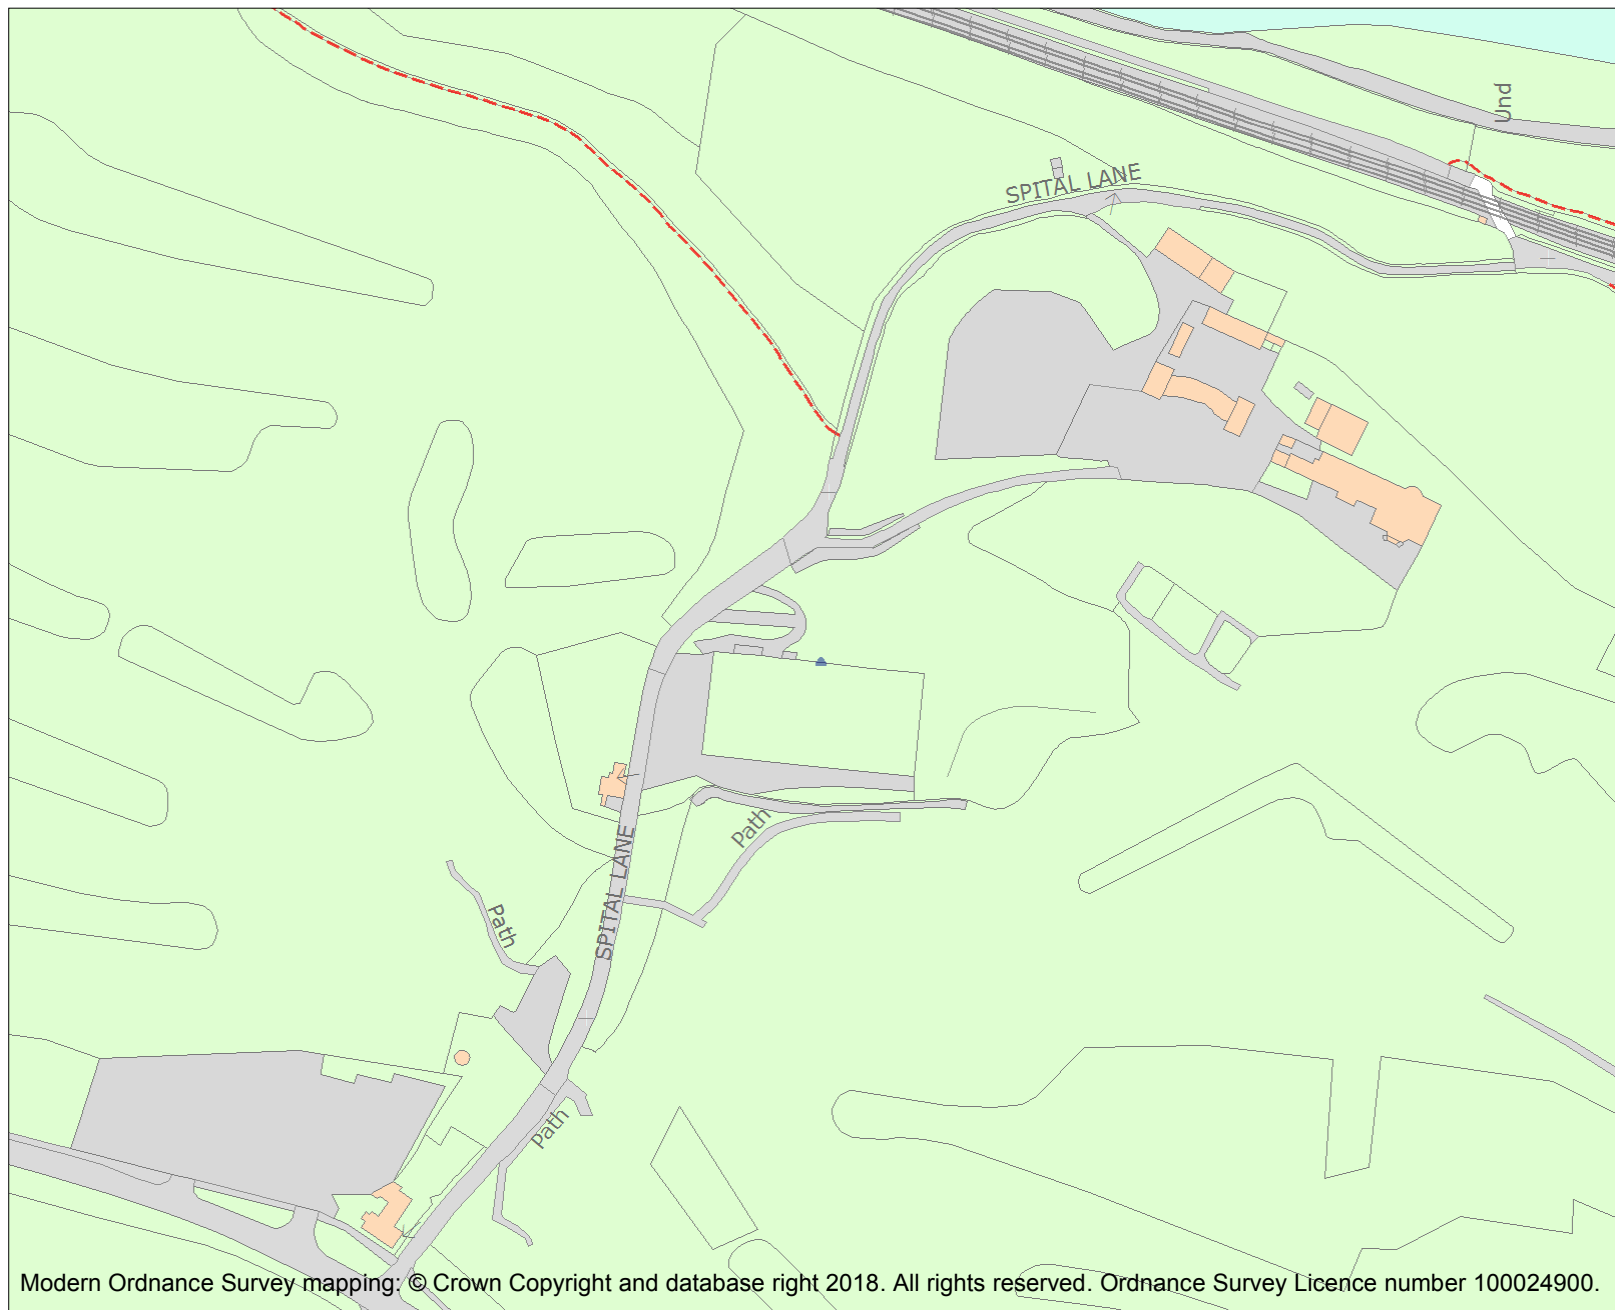 Und
SPITAL LANE
Path
SPITAL LANE
Path
Path
Modern Ordnance Survey mapping: © Crown Copyright and database right 2018. All rights reserved. Ordnance Survey Licence number 100024900.